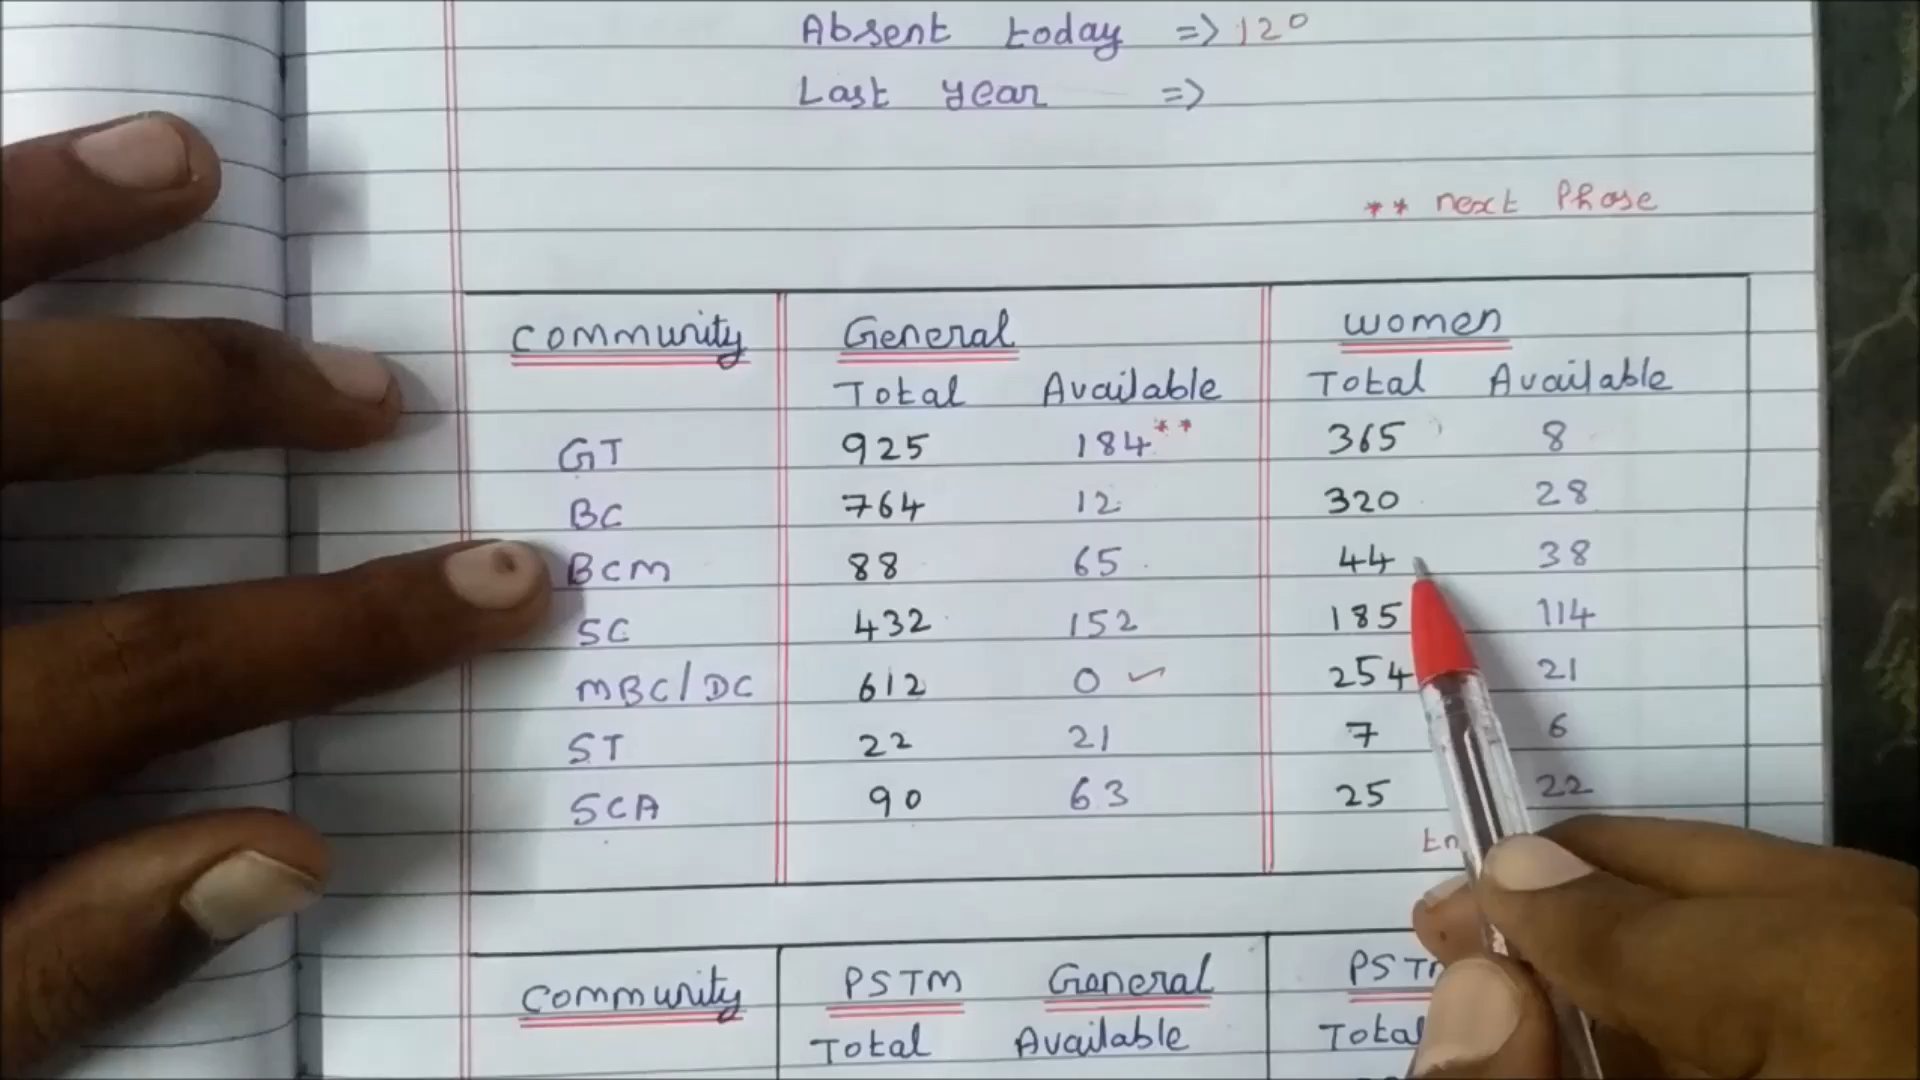 Absent today => 120
Last year =>
** next Phase
Community General Women
Total Available Total Available
GT 925 184** 365 8
BC 764 12 320 28
BCM 88 65 44 38
SC 432 152 185 114
MBC/DC 612 0 ✓ 254 21
ST 22 21 7 6
SCA 90 63 25 22
Community PSTM General
Total Available Total